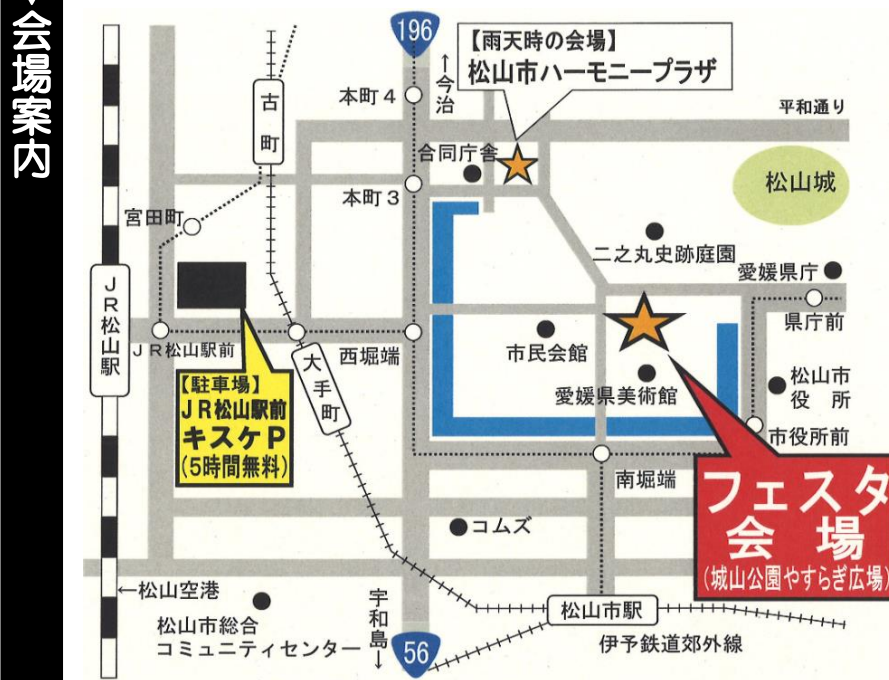 会場案内
196
【雨天時の会場】
松山市ハーモニープラザ
↑今治
本町4
古町
平和通り
合同庁舎
松山城
本町3
宮田町
二之丸史跡庭園
愛媛県庁
JR松山駅
県庁前
JR松山駅前
西堀端
市民会館
大手町
愛媛県美術館
松山市
役所
【駐車場】
JR松山駅前
キスケP
(5時間無料)
市役所前
南堀端
フェスタ
会場
(城山公園やすらぎ広場)
コムズ
←松山空港
松山市総合
コミュニティセンター
宇和島↓
56
松山市駅
伊予鉄道郊外線